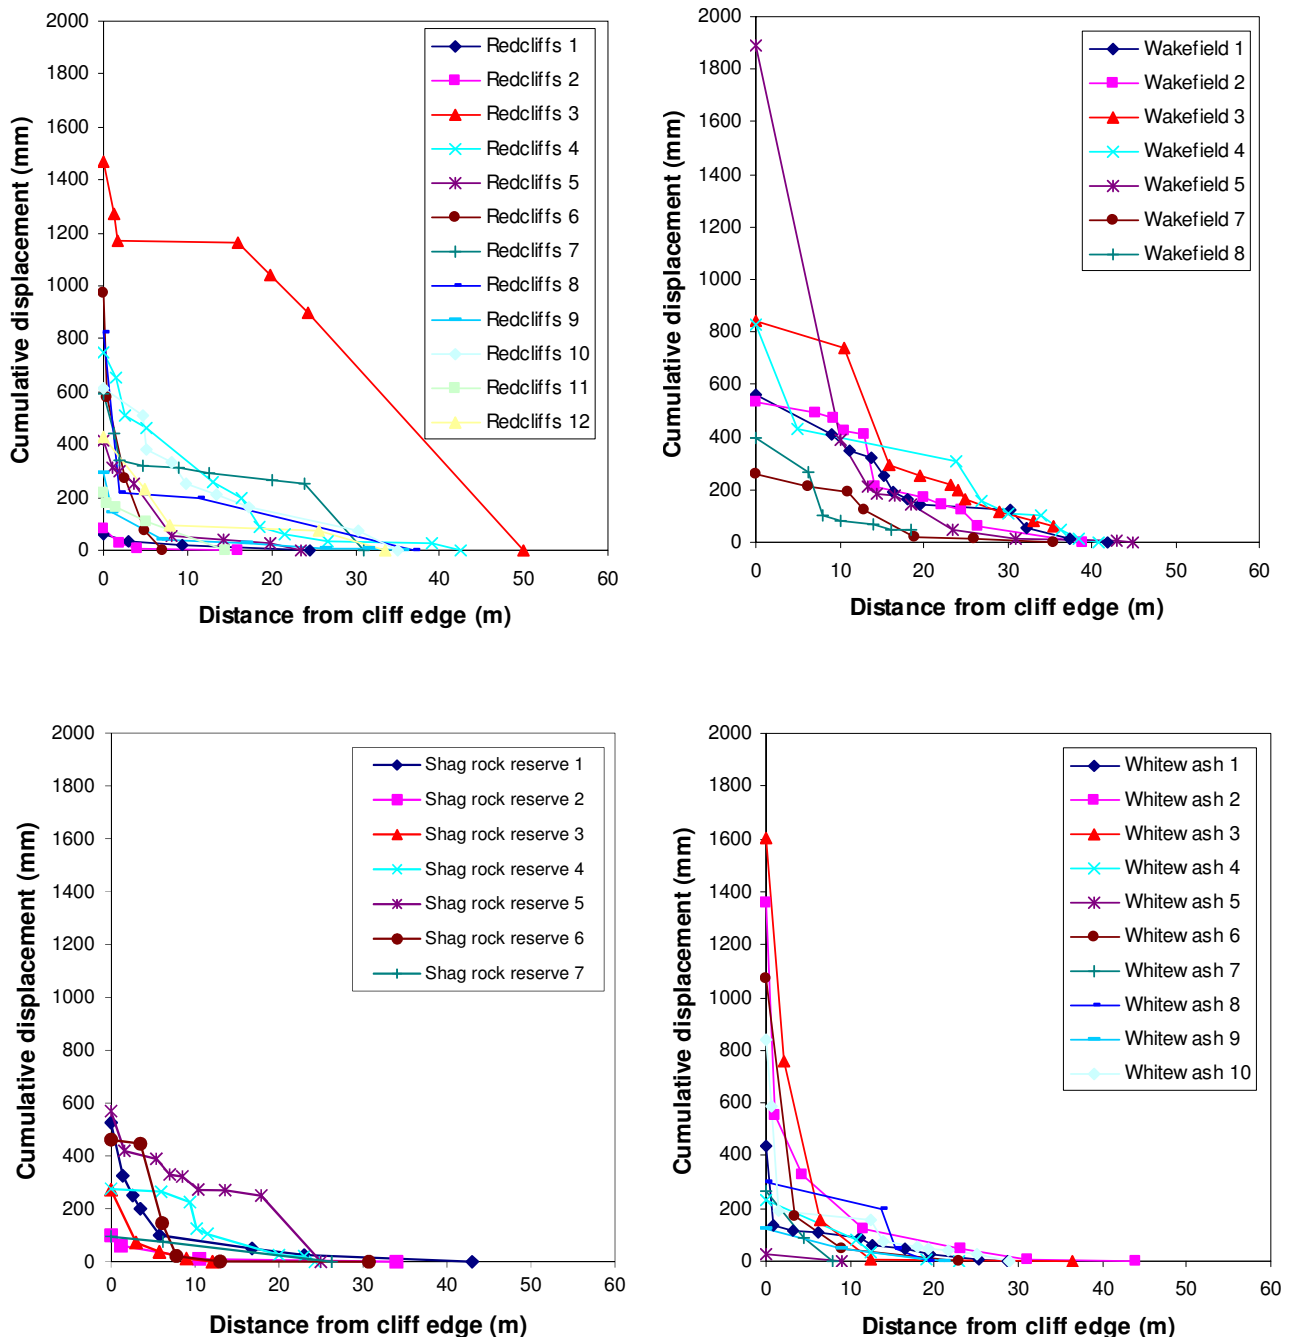 2000
1800
1600
1400
1200
1000
800
600
400
200
0
Cumulative displacement (mm)
Redcliffs 1
Redcliffs 2
Redcliffs 3
Redcliffs 4
Redcliffs 5
Redcliffs 6
Redcliffs 7
Redcliffs 8
Redcliffs 9
Redcliffs 10
Redcliffs 11
Redcliffs 12
0 10 20 30 40 50 60
Distance from cliff edge (m)
2000
1800
1600
1400
1200
1000
800
600
400
200
0
Cumulative displacement (mm)
Wakefield 1
Wakefield 2
Wakefield 3
Wakefield 4
Wakefield 5
Wakefield 7
Wakefield 8
0 10 20 30 40 50 60
Distance from cliff edge (m)
2000
1800
1600
1400
1200
1000
800
600
400
200
0
Cumulative displacement (mm)
Shag rock reserve 1
Shag rock reserve 2
Shag rock reserve 3
Shag rock reserve 4
Shag rock reserve 5
Shag rock reserve 6
Shag rock reserve 7
0 10 20 30 40 50 60
Distance from cliff edge (m)
2000
1800
1600
1400
1200
1000
800
600
400
200
0
Cumulative displacement (mm)
Whitew ash 1
Whitew ash 2
Whitew ash 3
Whitew ash 4
Whitew ash 5
Whitew ash 6
Whitew ash 7
Whitew ash 8
Whitew ash 9
Whitew ash 10
0 10 20 30 40 50 60
Distance from cliff edge (m)